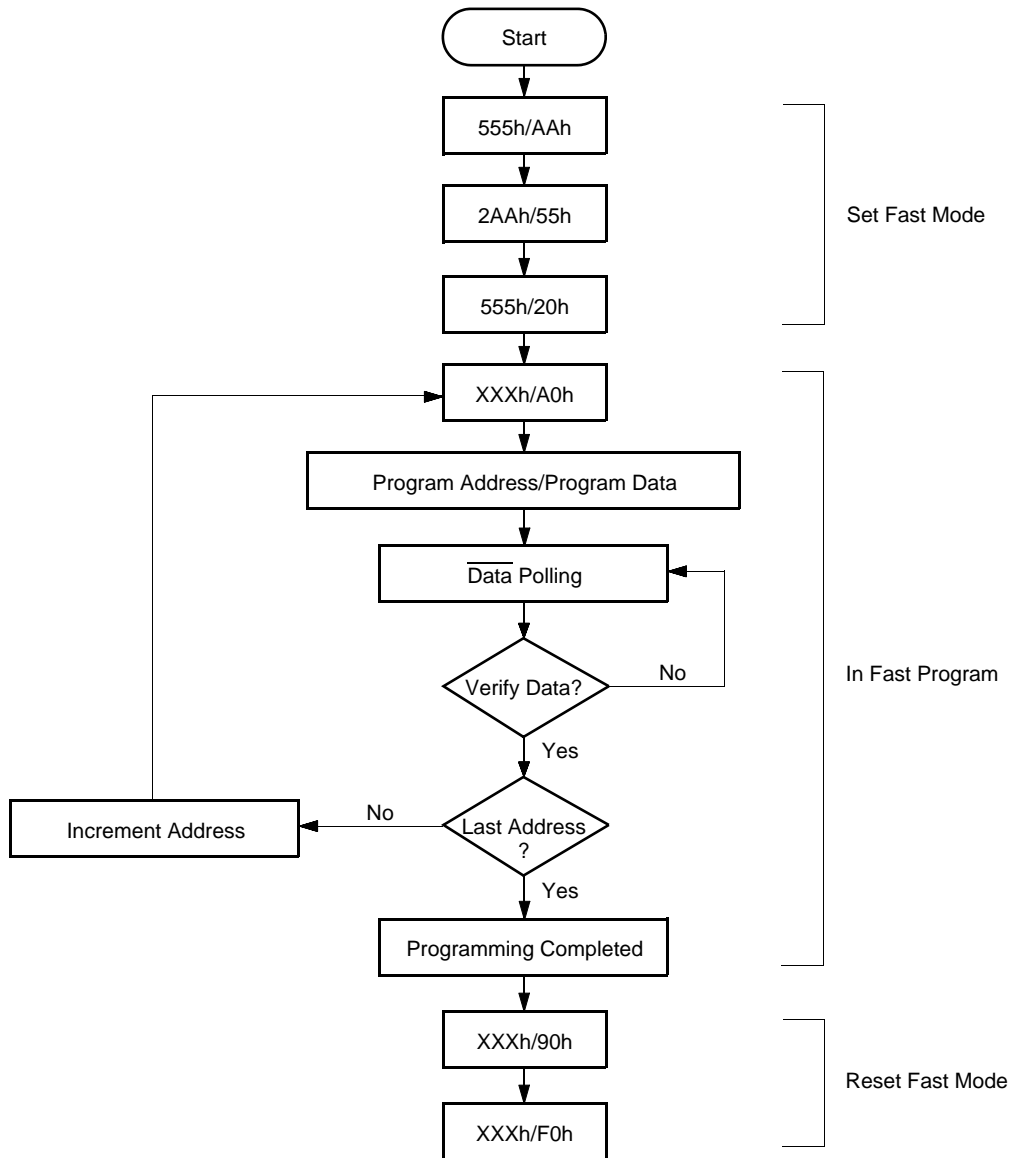 Start
555h/AAh
2AAh/55h
Set Fast Mode
555h/20h
XXXh/A0h
Program Address/Program Data
Data Polling
Verify Data?
No
In Fast Program
Yes
Increment Address
No
Last Address
?
Yes
Programming Completed
XXXh/90h
Reset Fast Mode
XXXh/F0h